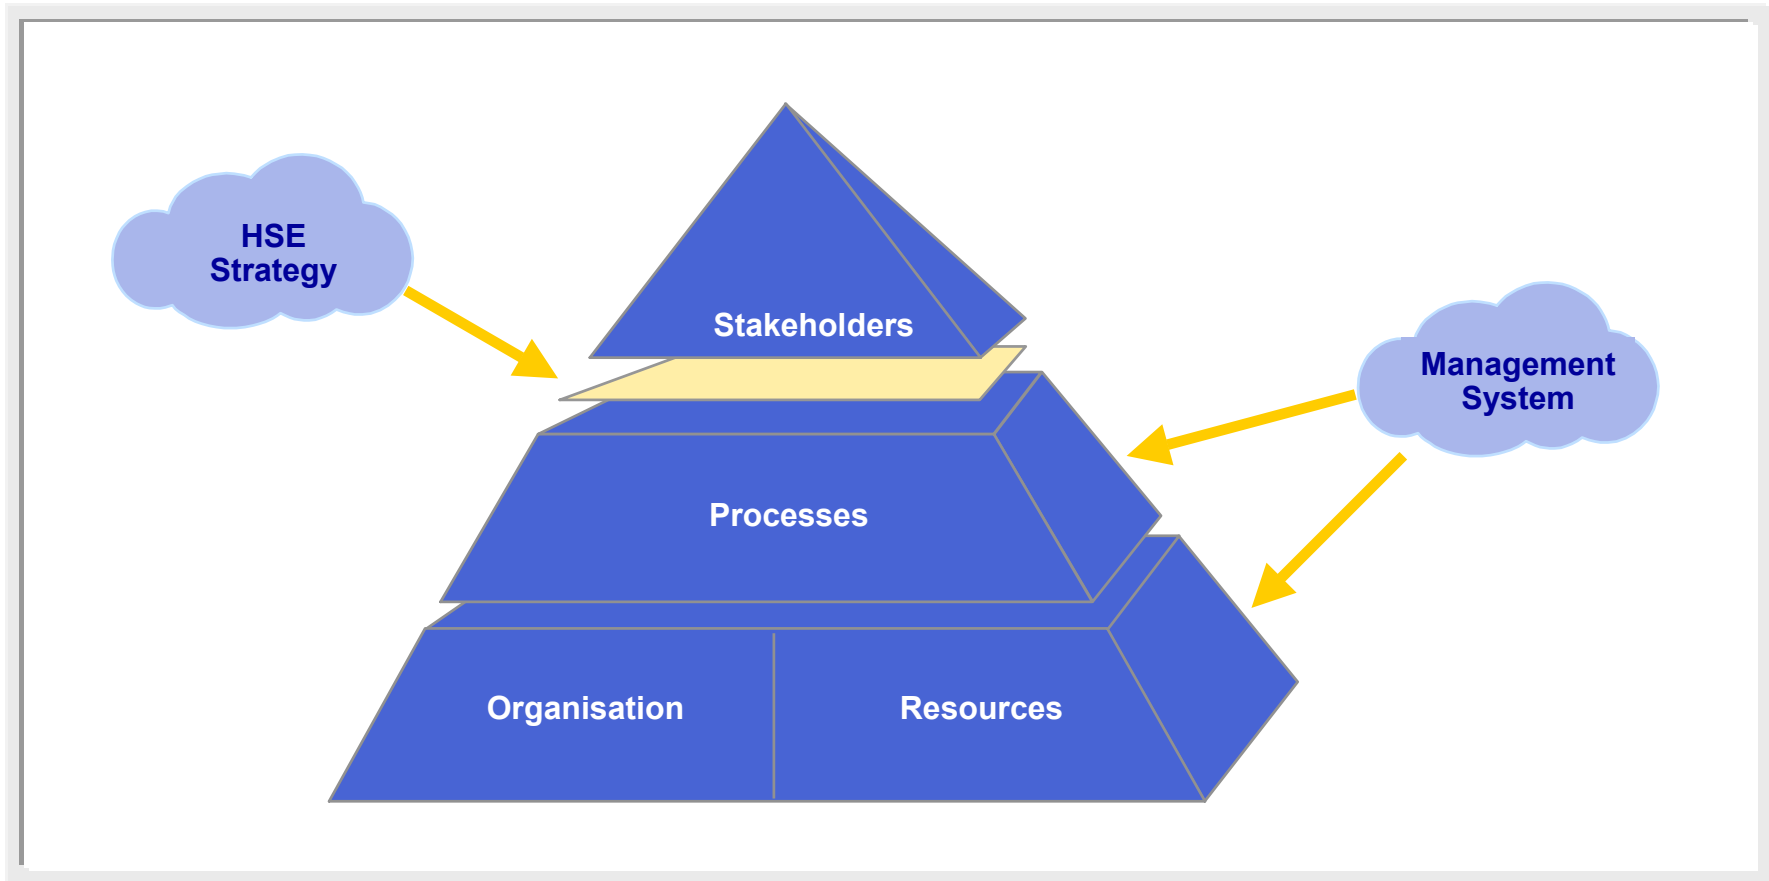 HSE
Strategy
Stakeholders
Management
System
Processes
Organisation
Resources